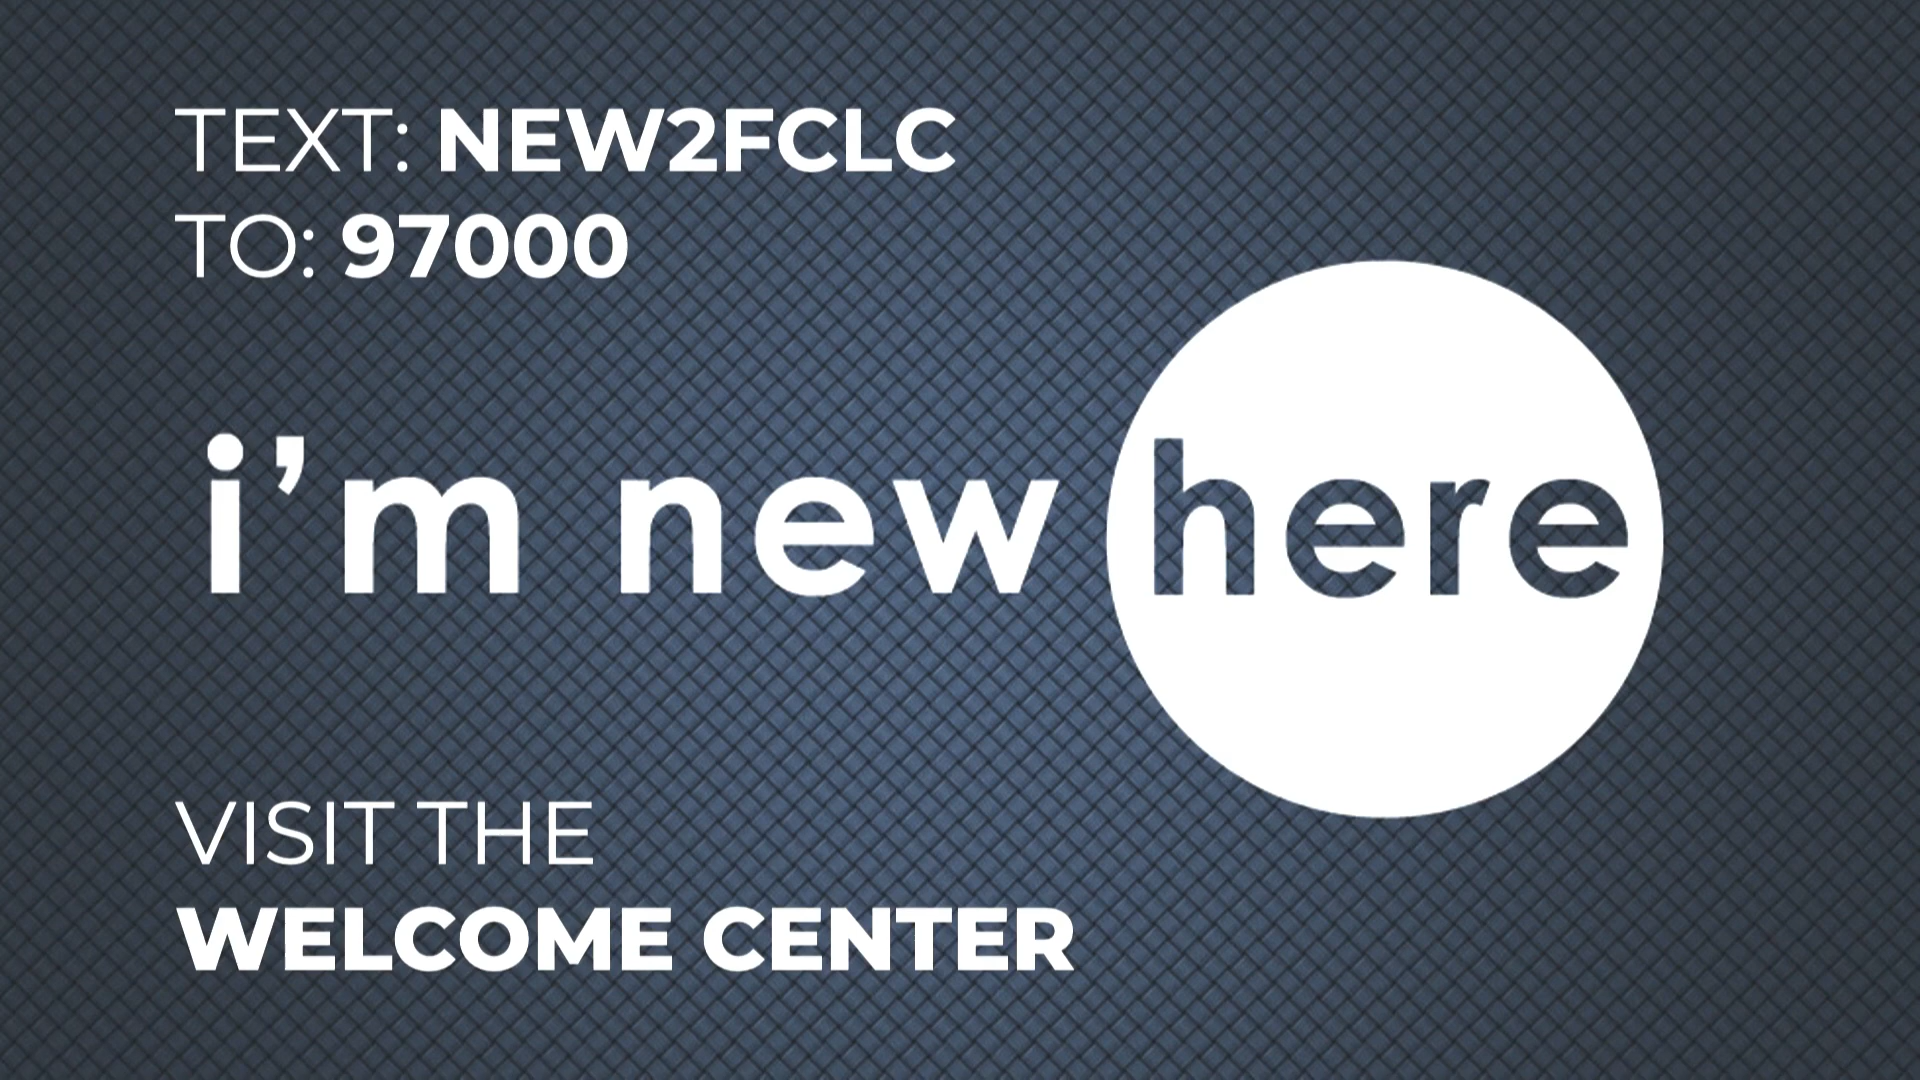 TEXT: NEW2FCLC
TO: 97000
i’m new here
VISIT THE
WELCOME CENTER